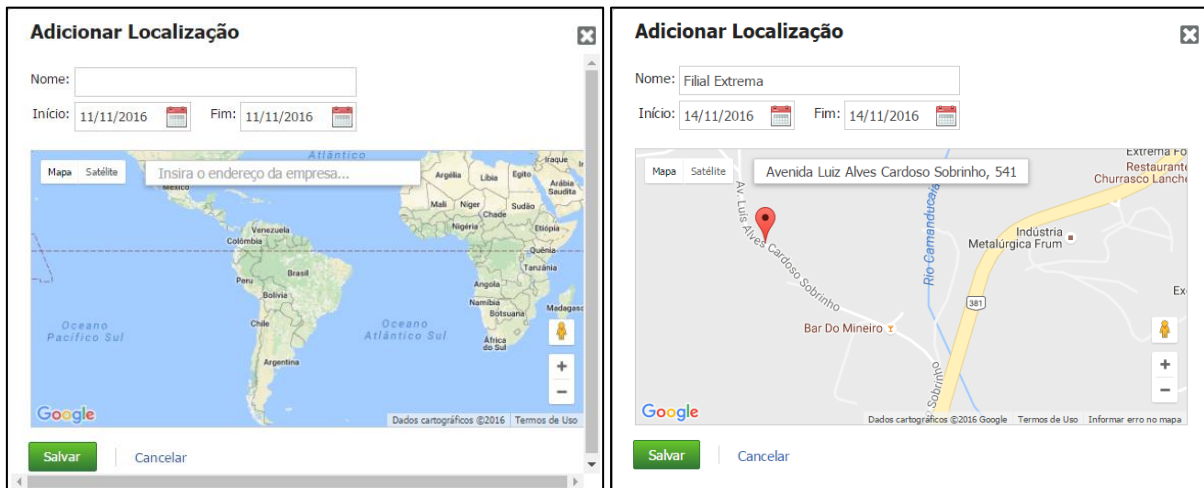 Adicionar Localização
Nome:
Início: 11/11/2016 Fim: 11/11/2016
Mapa Satélite Insira o endereço da empresa...
Atlântico
Iraque
Argélia Líbia Egito
Arábia
Saudita
México
Mali Níger Sudão
Chade
Nigéria Etiópia
Venezuela
Colômbia
Quênia
Tanzânia
Peru Brasil
Angola
Bolívia
Namíbia
Botsuana Madagasc
Chile
Oceano
Pacífico Sul
Oceano
Atlântico Sul
África
do Sul
Argentina
+
−
Google
Dados cartográficos ©2016 Termos de Uso
Salvar Cancelar
Adicionar Localização
Nome: Filial Extrema
Início: 14/11/2016 Fim: 14/11/2016
Extrema Fo
Mapa Satélite Avenida Luiz Alves Cardoso Sobrinho, 541
Restaurante
Churrasco Lanche
Av. Luís Alves Cardoso Sobrinho
Rio Camanducaia
Indústria
Metalúrgica Frum
381
Ex
Bar Do Mineiro
Sobrinho
+
−
Google
Dados cartográficos ©2016 Google Termos de Uso Informar erro no mapa
Salvar Cancelar